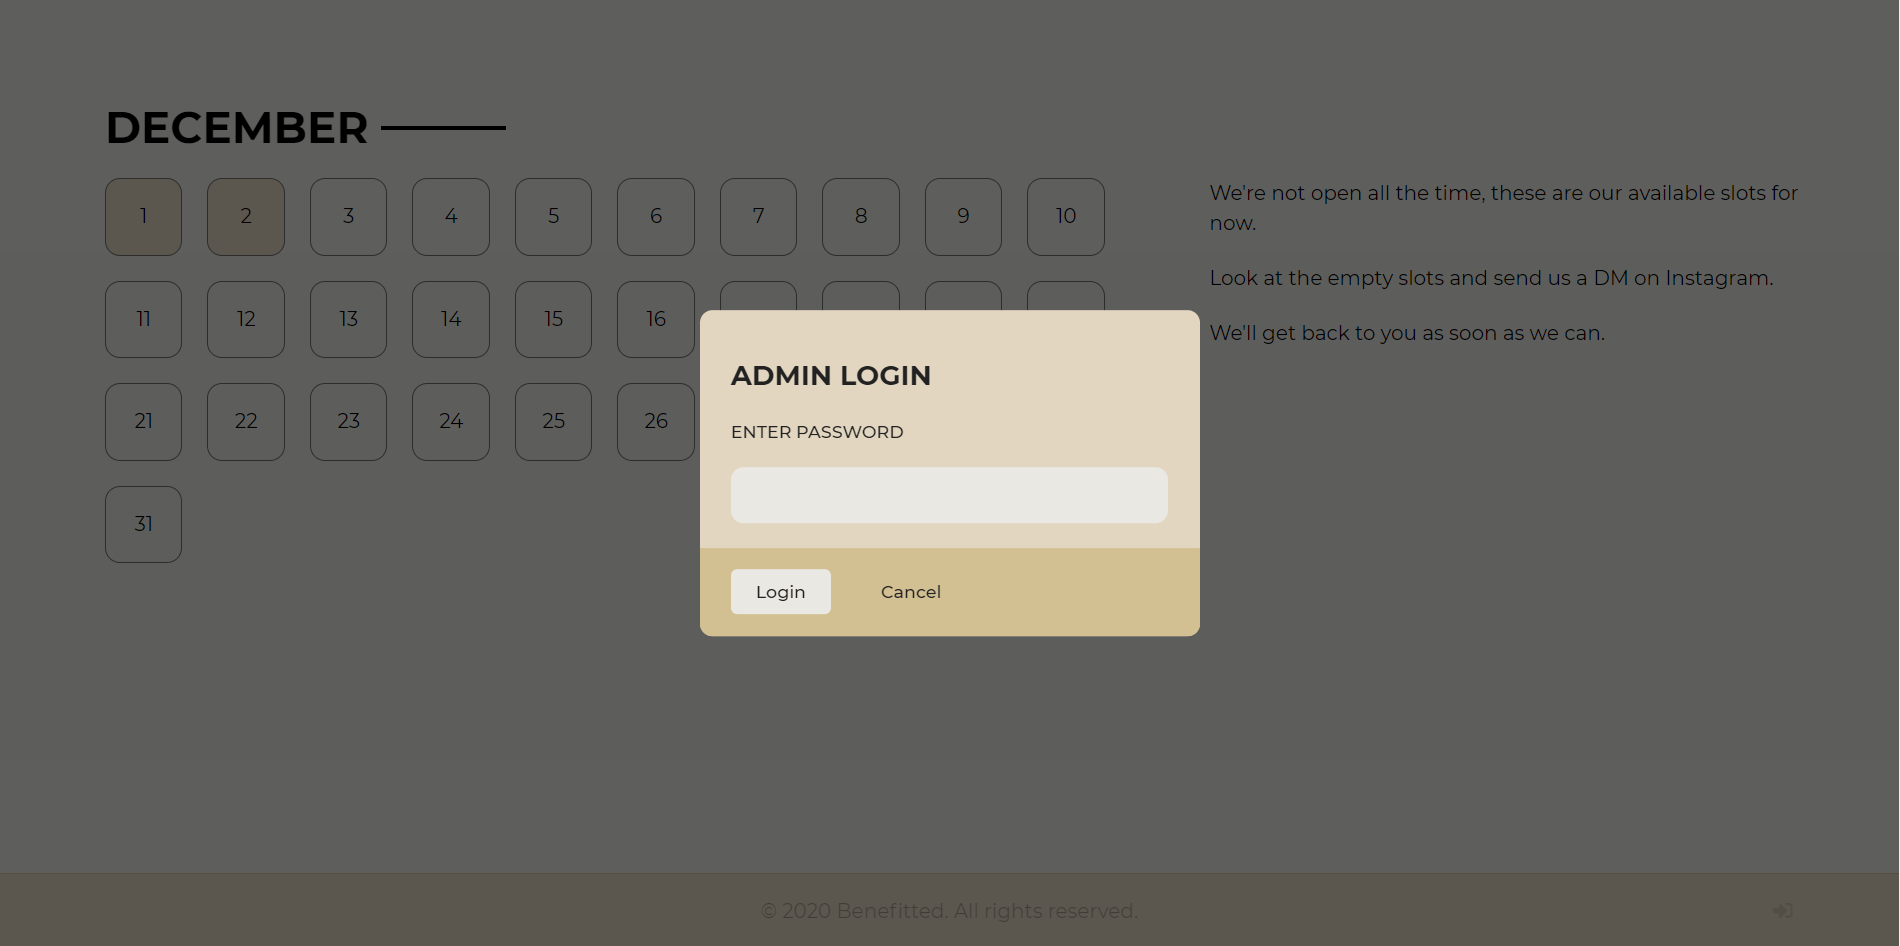 DECEMBER
1 2 3 4 5 6 7 8 9 10
11 12 13 14 15 16
21 22 23 24 25 26
31
We're not open all the time, these are our available slots for
now.
Look at the empty slots and send us a DM on Instagram.
We'll get back to you as soon as we can.
ADMIN LOGIN
ENTER PASSWORD
Login Cancel
© 2020 Benefitted. All rights reserved.